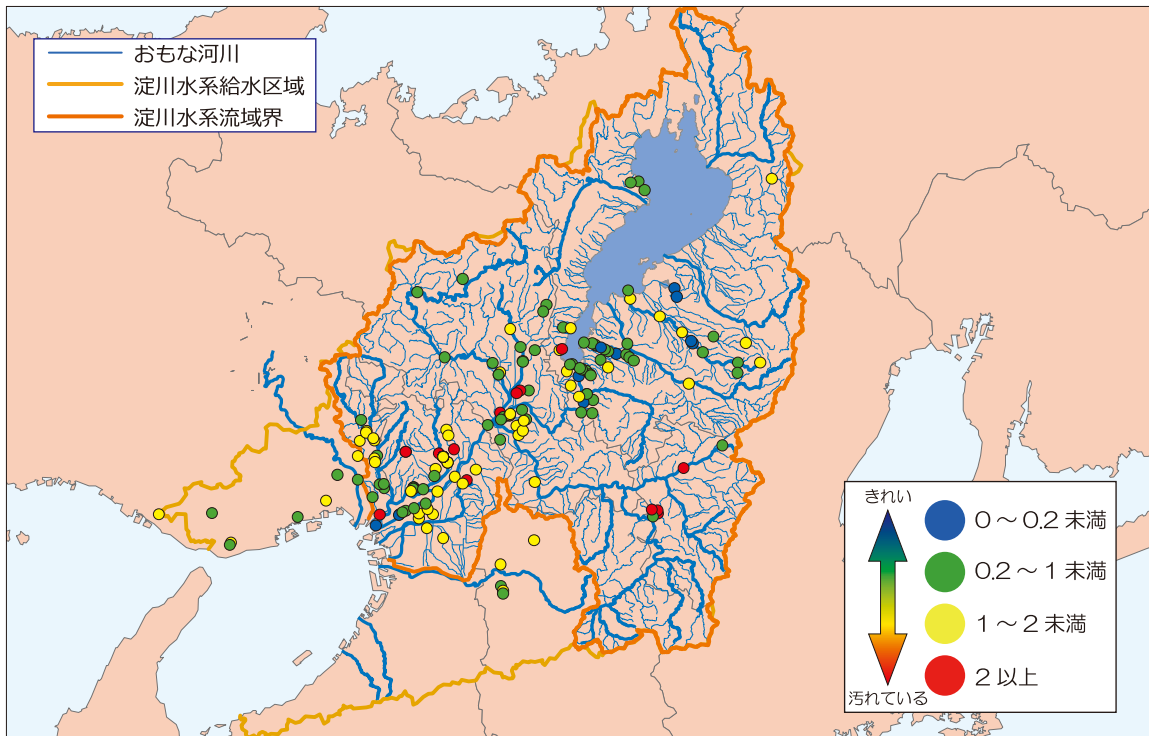 おもな河川
淀川水系給水区域
淀川水系流域界
きれい
0～0.2未満
0.2～1未満
1～2未満
2以上
汚れている